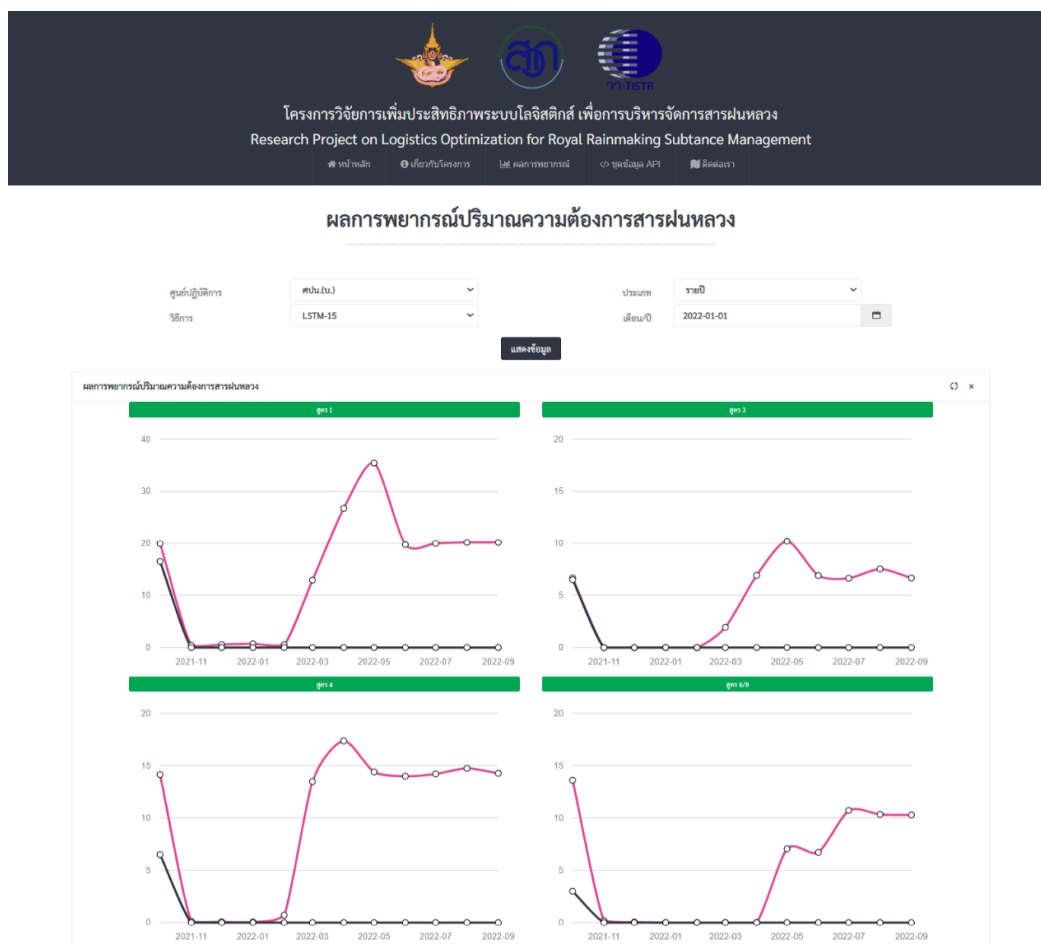 สทท
วว-TISTR
โครงการวิจัยการเพิ่มประสิทธิภาพระบบโลจิสติกส์ เพื่อการบริหารจัดการสารฝนหลวง
Research Project on Logistics Optimization for Royal Rainmaking Subtance Management
หน้าหลัก เกี่ยวกับโครงการ ผลการพยากรณ์ </> ชุดข้อมูล API ติดต่อเรา
ผลการพยากรณ์ปริมาณความต้องการสารฝนหลวง
ศูนย์ปฏิบัติการ ศปน.(บ.) ประเภท รายปี
วิธีการ LSTM-15 เดือน/ปี 2022-01-01
แสดงข้อมูล
ผลการพยากรณ์ปริมาณความต้องการสารฝนหลวง
สูตร 1
40
30
20
10
0
2021-11 2022-01 2022-03 2022-05 2022-07 2022-09
สูตร 3
20
15
10
5
0
2021-11 2022-01 2022-03 2022-05 2022-07 2022-09
สูตร 4
20
15
10
5
0
2021-11 2022-01 2022-03 2022-05 2022-07 2022-09
สูตร 6/8
20
15
10
5
0
2021-11 2022-01 2022-03 2022-05 2022-07 2022-09